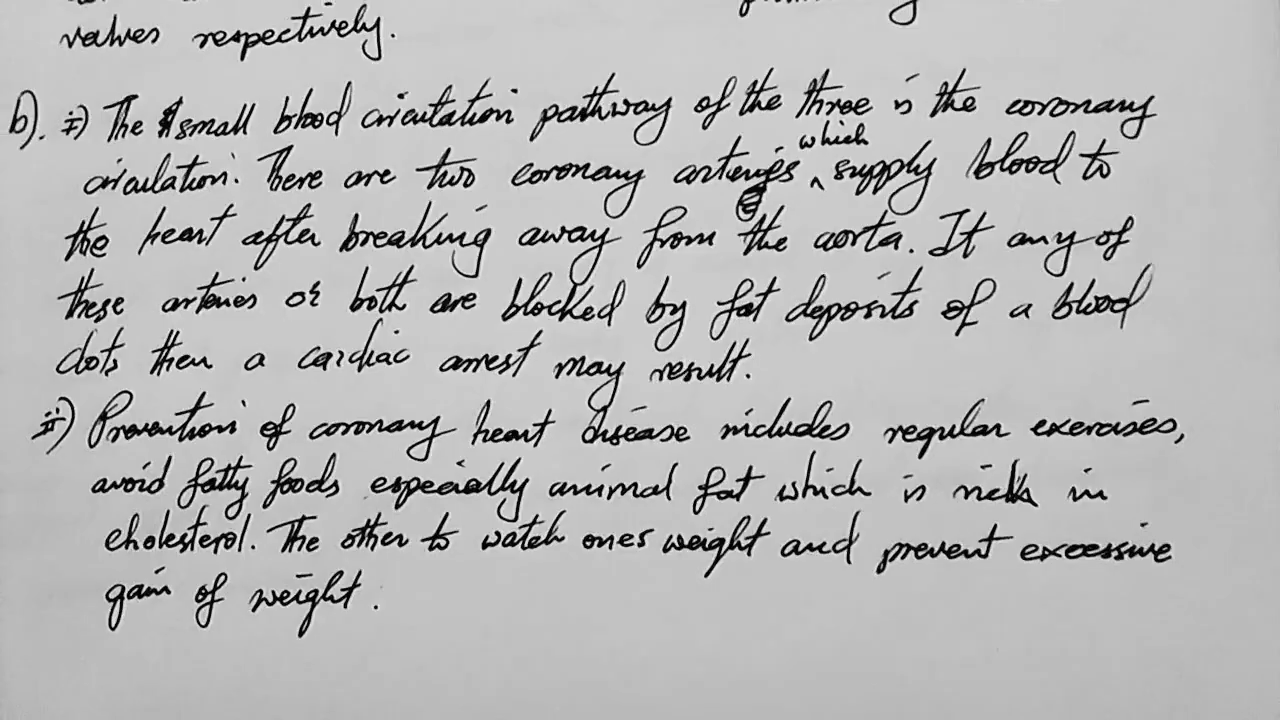 valves respectively.
b). i) The small blood circulation pathway of the three is the coronary
circulation. There are two coronary arteries which supply blood to
the heart after breaking away from the aorta. If any of
these arteries or both are blocked by fat deposits of a blood
clots then a cardiac arrest may result.
ii) Prevention of coronary heart disease includes regular exercises,
avoid fatty foods especially animal fat which is rich in
cholesterol. The other to watch ones weight and prevent excessive
gain of weight.